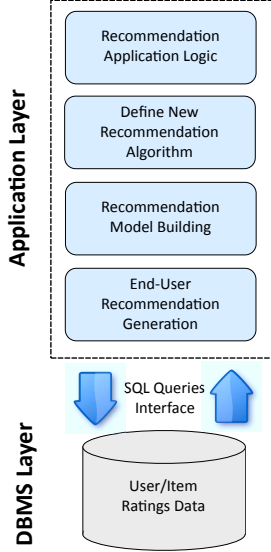 Application Layer
Recommendation
Application Logic
Define New
Recommendation
Algorithm
Recommendation
Model Building
End-User
Recommendation
Generation
SQL Queries
Interface
DBMS Layer
User/Item
Ratings Data